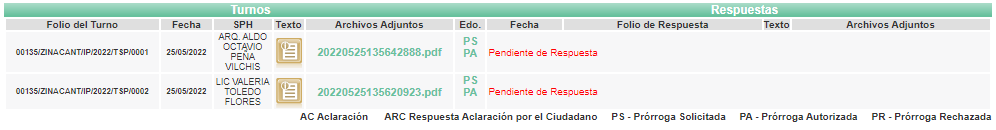 Turnos Respuestas
Folio del Turno Fecha SPH Texto Archivos Adjuntos Edo. Fecha Folio de Respuesta Texto Archivos Adjuntos
00135/ZINACANT/IP/2022/TSP/0001 25/05/2022 ARQ. ALDO OCTAVIO PEÑA VILCHIS 20220525135642888.pdf PS PA Pendiente de Respuesta
00135/ZINACANT/IP/2022/TSP/0002 25/05/2022 LIC VALERIA TOLEDO FLORES 20220525135620923.pdf PS PA Pendiente de Respuesta
AC Aclaración ARC Respuesta Aclaración por el Ciudadano PS - Prórroga Solicitada PA - Prórroga Autorizada PR - Prórroga Rechazada